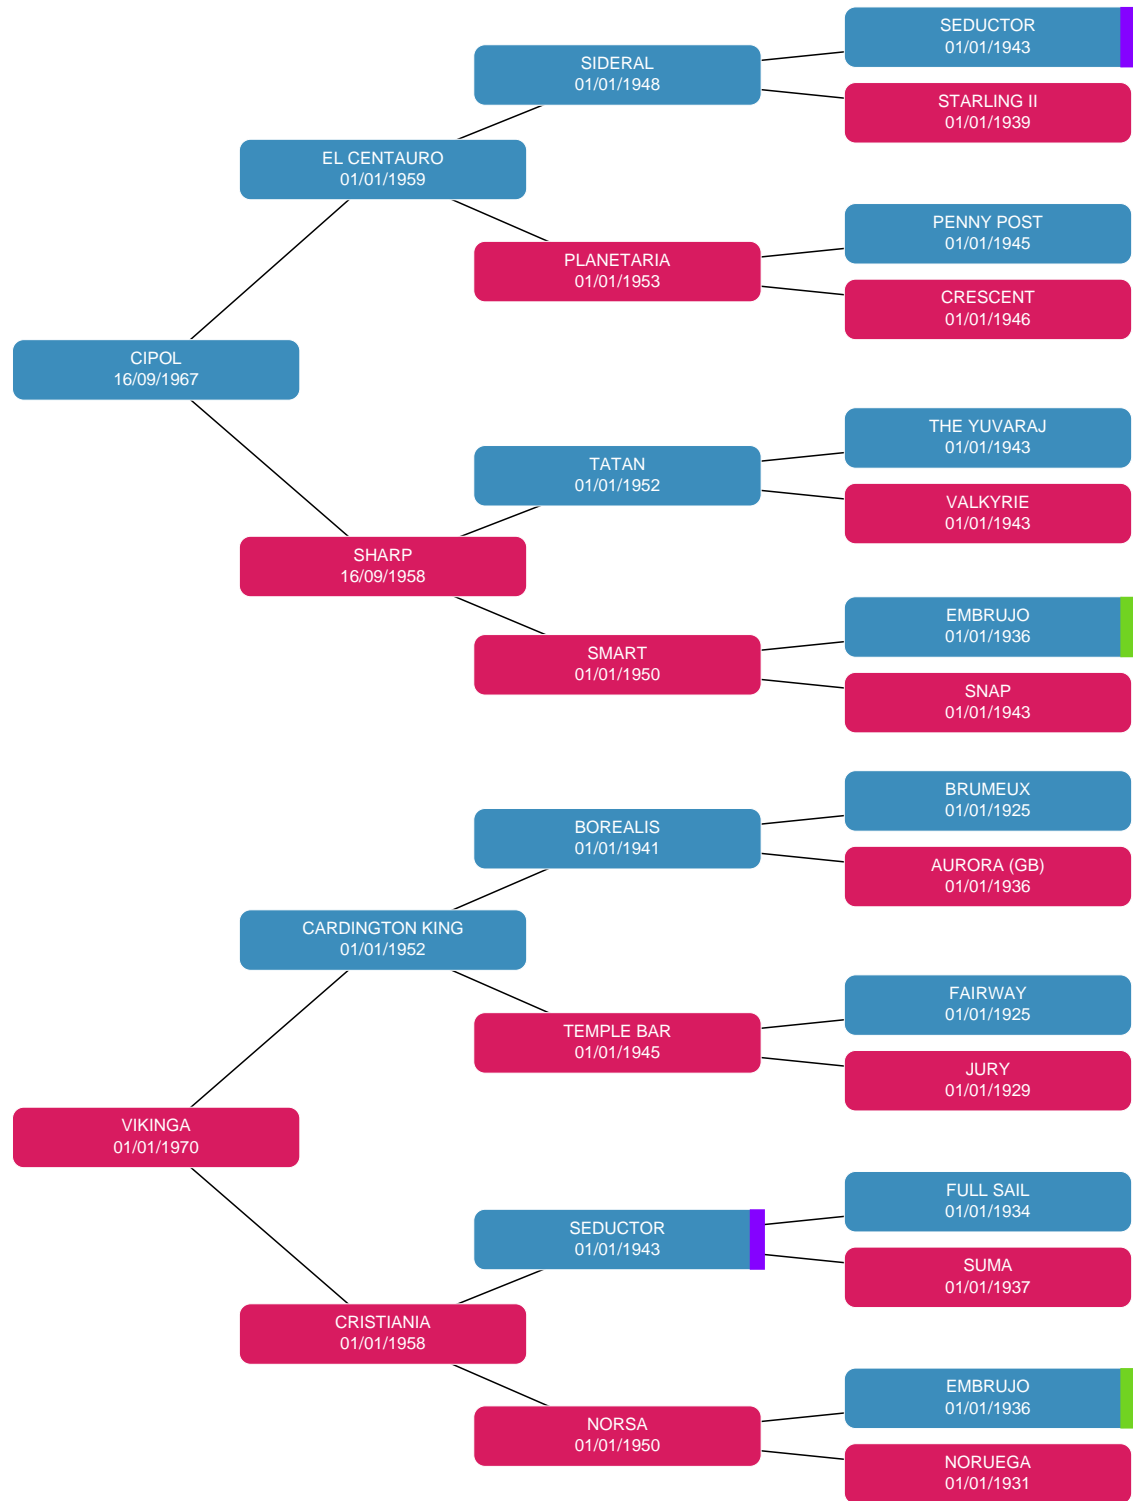 SEDUCTOR
01/01/1943
SIDERAL
01/01/1948
STARLING II
01/01/1939
EL CENTAURO
01/01/1959
PENNY POST
01/01/1945
PLANETARIA
01/01/1953
CRESCENT
01/01/1946
CIPOL
16/09/1967
THE YUVARAJ
01/01/1943
TATAN
01/01/1952
VALKYRIE
01/01/1943
SHARP
16/09/1958
EMBRUJO
01/01/1936
SMART
01/01/1950
SNAP
01/01/1943
BRUMEUX
01/01/1925
BOREALIS
01/01/1941
AURORA (GB)
01/01/1936
CARDINGTON KING
01/01/1952
FAIRWAY
01/01/1925
TEMPLE BAR
01/01/1945
JURY
01/01/1929
VIKINGA
01/01/1970
FULL SAIL
01/01/1934
SEDUCTOR
01/01/1943
SUMA
01/01/1937
CRISTIANIA
01/01/1958
EMBRUJO
01/01/1936
NORSA
01/01/1950
NORUEGA
01/01/1931